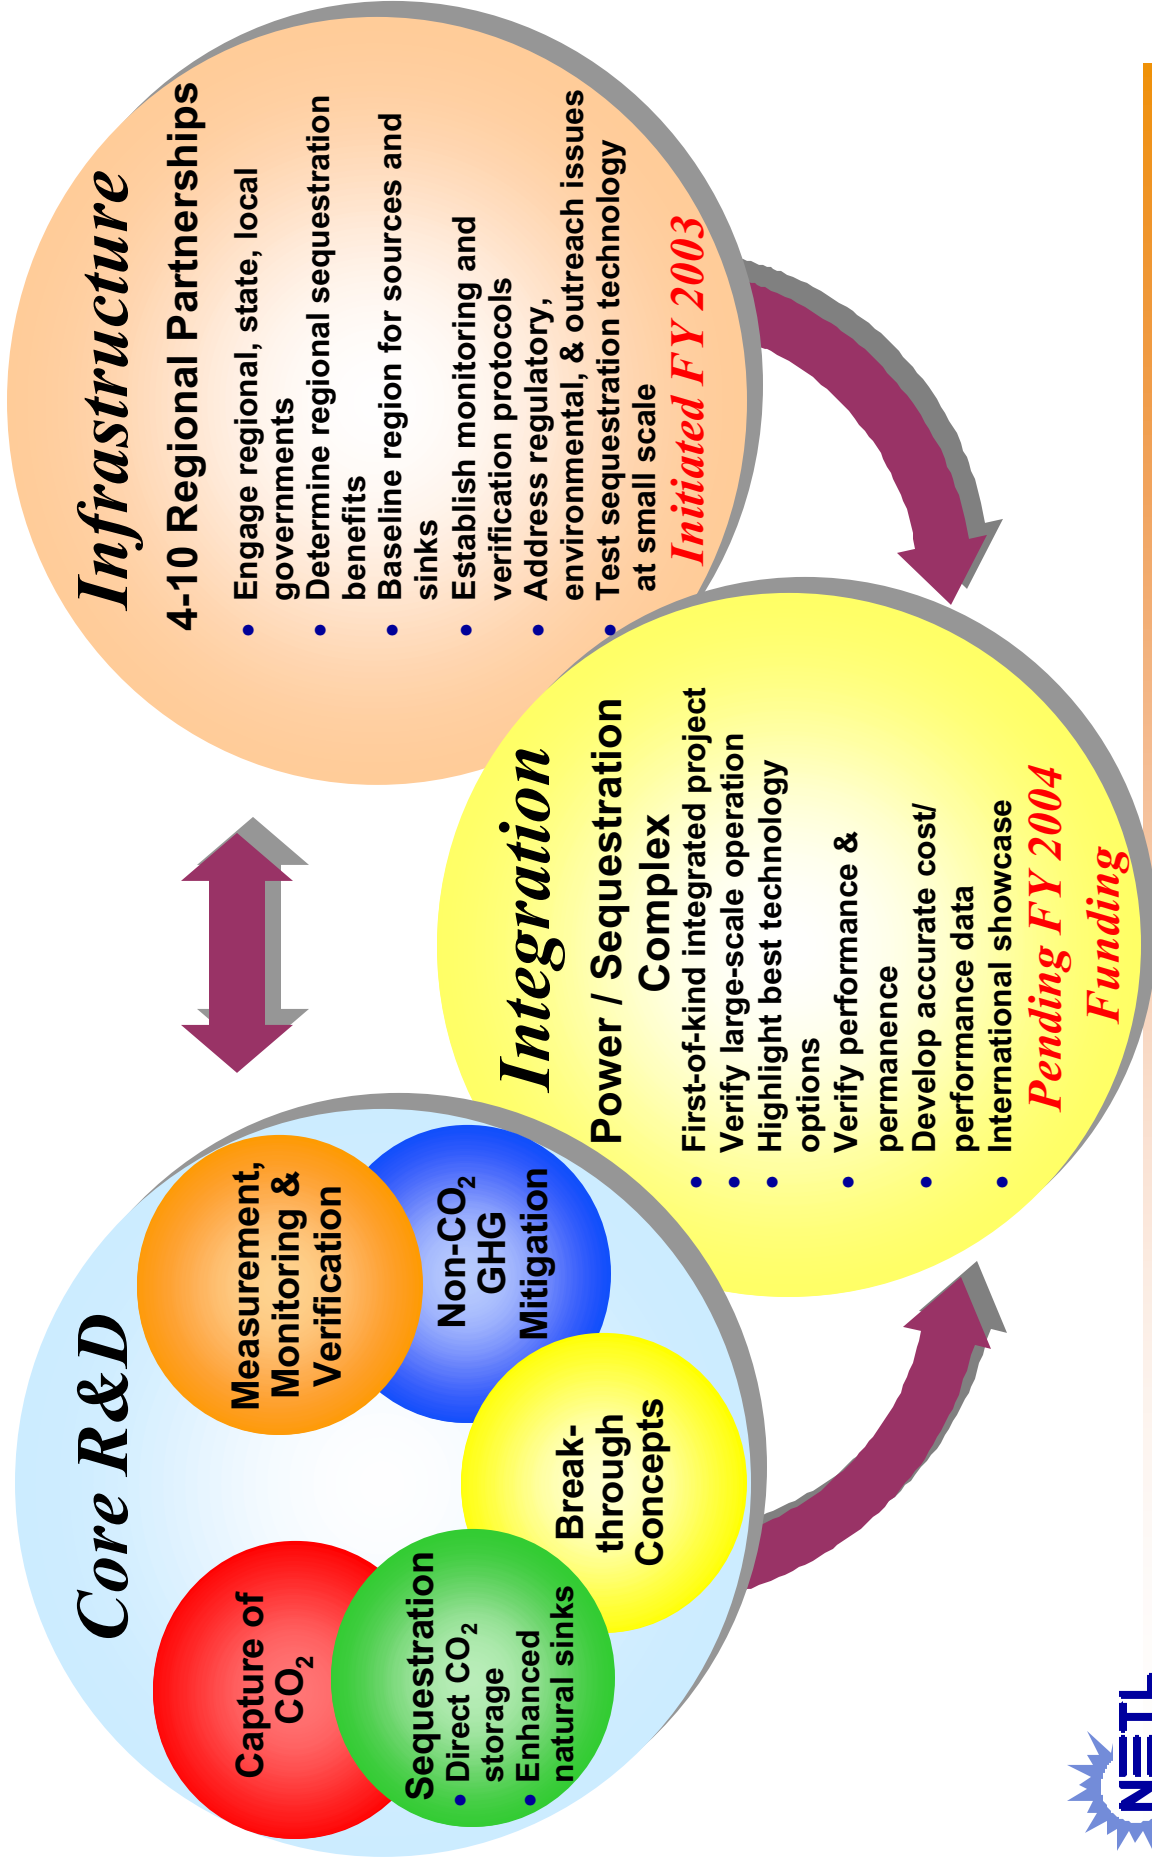 Core R&D
Capture of
CO₂
Sequestration
• Direct CO₂
storage
• Enhanced
natural sinks
Measurement,
Monitoring &
Verification
Non-CO₂
GHG
Mitigation
Break-
through
Concepts
Infrastructure
4-10 Regional Partnerships
• Engage regional, state, local
governments
• Determine regional sequestration
benefits
• Baseline region for sources and
sinks
• Establish monitoring and
verification protocols
• Address regulatory,
environmental, & outreach issues
• Test sequestration technology
at small scale
Initiated FY 2003
Integration
Power / Sequestration
Complex
• First-of-kind integrated project
• Verify large-scale operation
• Highlight best technology
options
• Verify performance &
permanence
• Develop accurate cost/
performance data
• International showcase
Pending FY 2004
Funding
NETL